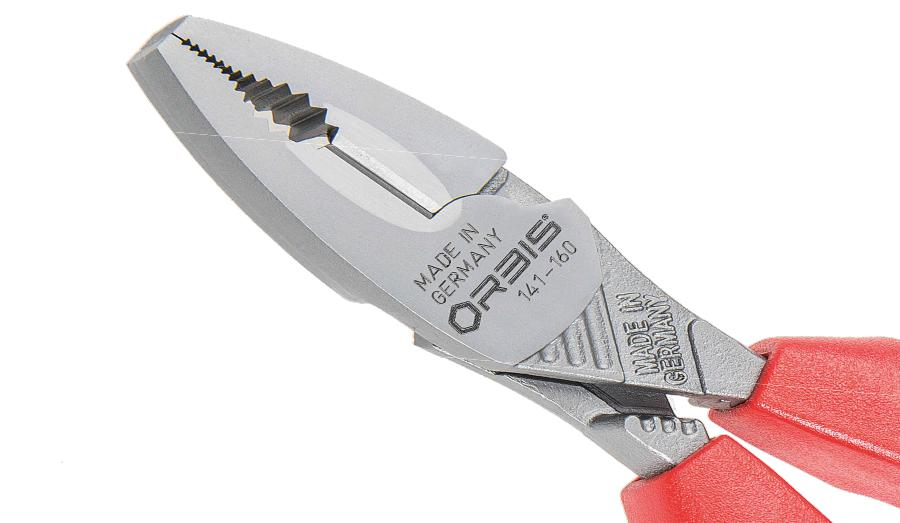 MADE IN
GERMANY
ORBIS®
141-160
MADE IN
GERMANY